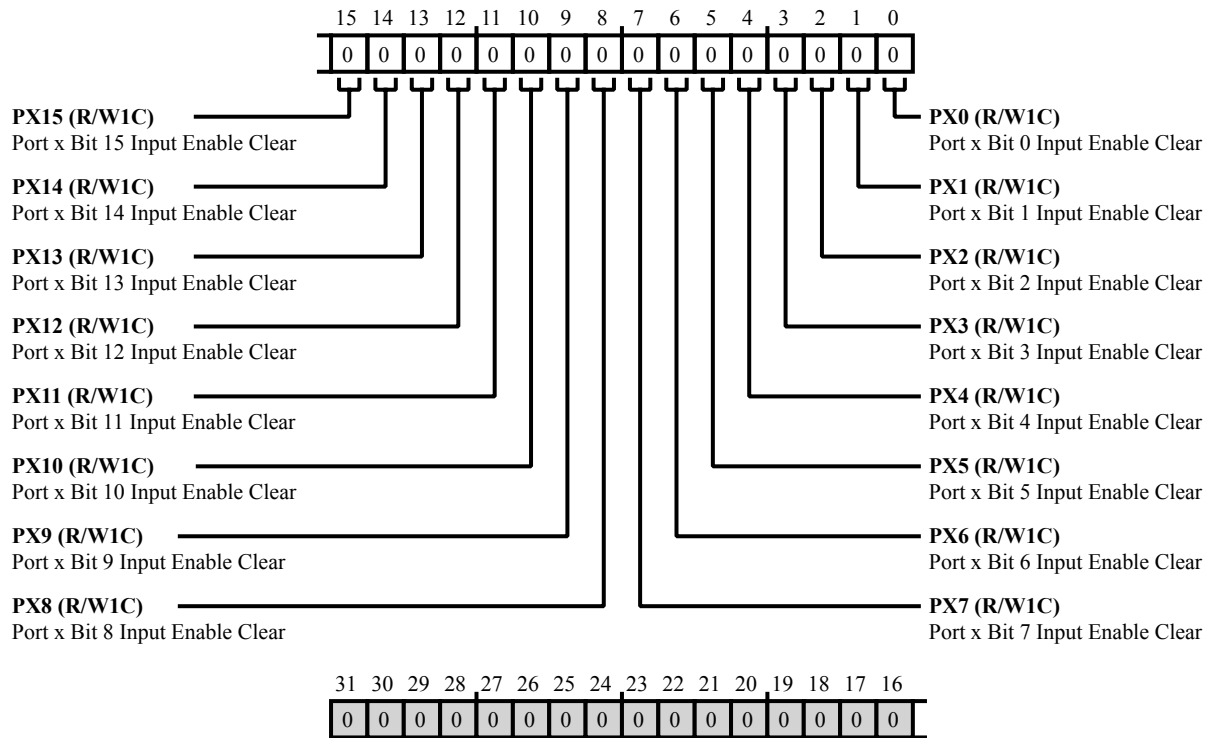 15 14 13 12 11 10 9 8 7 6 5 4 3 2 1 0
0 0 0 0 0 0 0 0 0 0 0 0 0 0 0 0
PX15 (R/W1C)
Port x Bit 15 Input Enable Clear
PX14 (R/W1C)
Port x Bit 14 Input Enable Clear
PX13 (R/W1C)
Port x Bit 13 Input Enable Clear
PX12 (R/W1C)
Port x Bit 12 Input Enable Clear
PX11 (R/W1C)
Port x Bit 11 Input Enable Clear
PX10 (R/W1C)
Port x Bit 10 Input Enable Clear
PX9 (R/W1C)
Port x Bit 9 Input Enable Clear
PX8 (R/W1C)
Port x Bit 8 Input Enable Clear
PX0 (R/W1C)
Port x Bit 0 Input Enable Clear
PX1 (R/W1C)
Port x Bit 1 Input Enable Clear
PX2 (R/W1C)
Port x Bit 2 Input Enable Clear
PX3 (R/W1C)
Port x Bit 3 Input Enable Clear
PX4 (R/W1C)
Port x Bit 4 Input Enable Clear
PX5 (R/W1C)
Port x Bit 5 Input Enable Clear
PX6 (R/W1C)
Port x Bit 6 Input Enable Clear
PX7 (R/W1C)
Port x Bit 7 Input Enable Clear
31 30 29 28 27 26 25 24 23 22 21 20 19 18 17 16
0 0 0 0 0 0 0 0 0 0 0 0 0 0 0 0